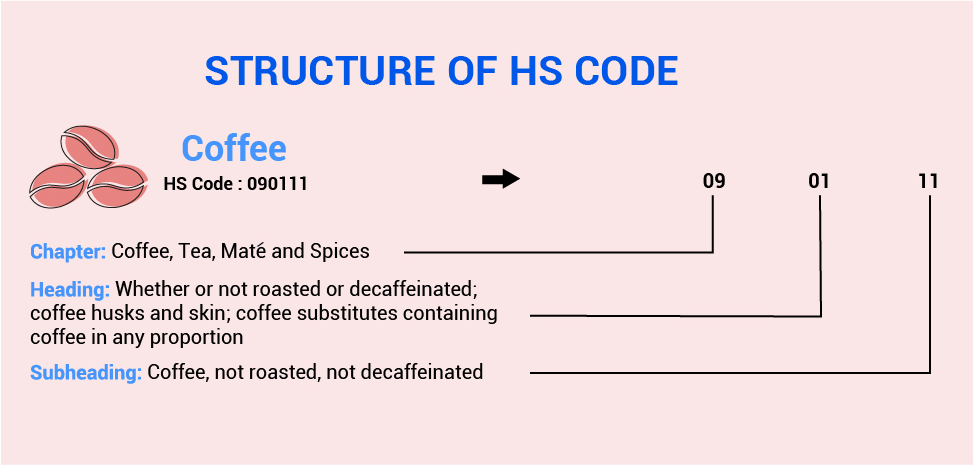 STRUCTURE OF HS CODE
Coffee
HS Code : 090111
09 01 11
Chapter: Coffee, Tea, Maté and Spices
Heading: Whether or not roasted or decaffeinated;
coffee husks and skin; coffee substitutes containing
coffee in any proportion
Subheading: Coffee, not roasted, not decaffeinated